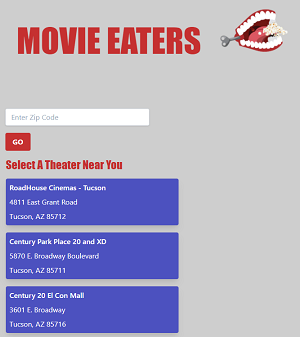 MOVIE EATERS
Enter Zip Code
GO
Select A Theater Near You
RoadHouse Cinemas - Tucson
4811 East Grant Road
Tucson, AZ 85712
Century Park Place 20 and XD
5870 E. Broadway Boulevard
Tucson, AZ 85711
Century 20 El Con Mall
3601 E. Broadway
Tucson, AZ 85716